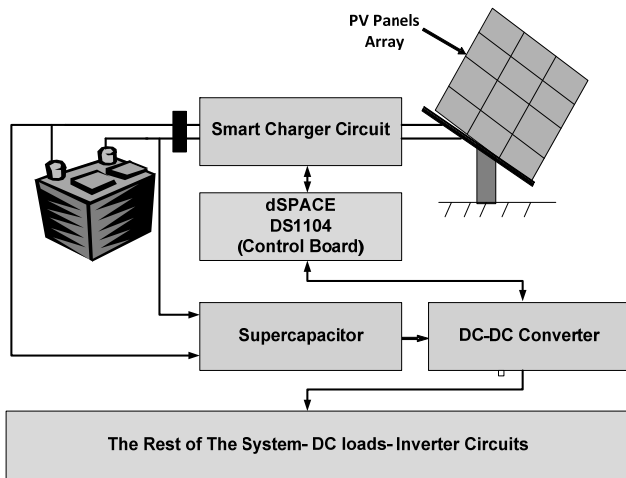 PV Panels
Array
Smart Charger Circuit
dSPACE
DS1104
(Control Board)
Supercapacitor
DC-DC Converter
The Rest of The System- DC loads- Inverter Circuits